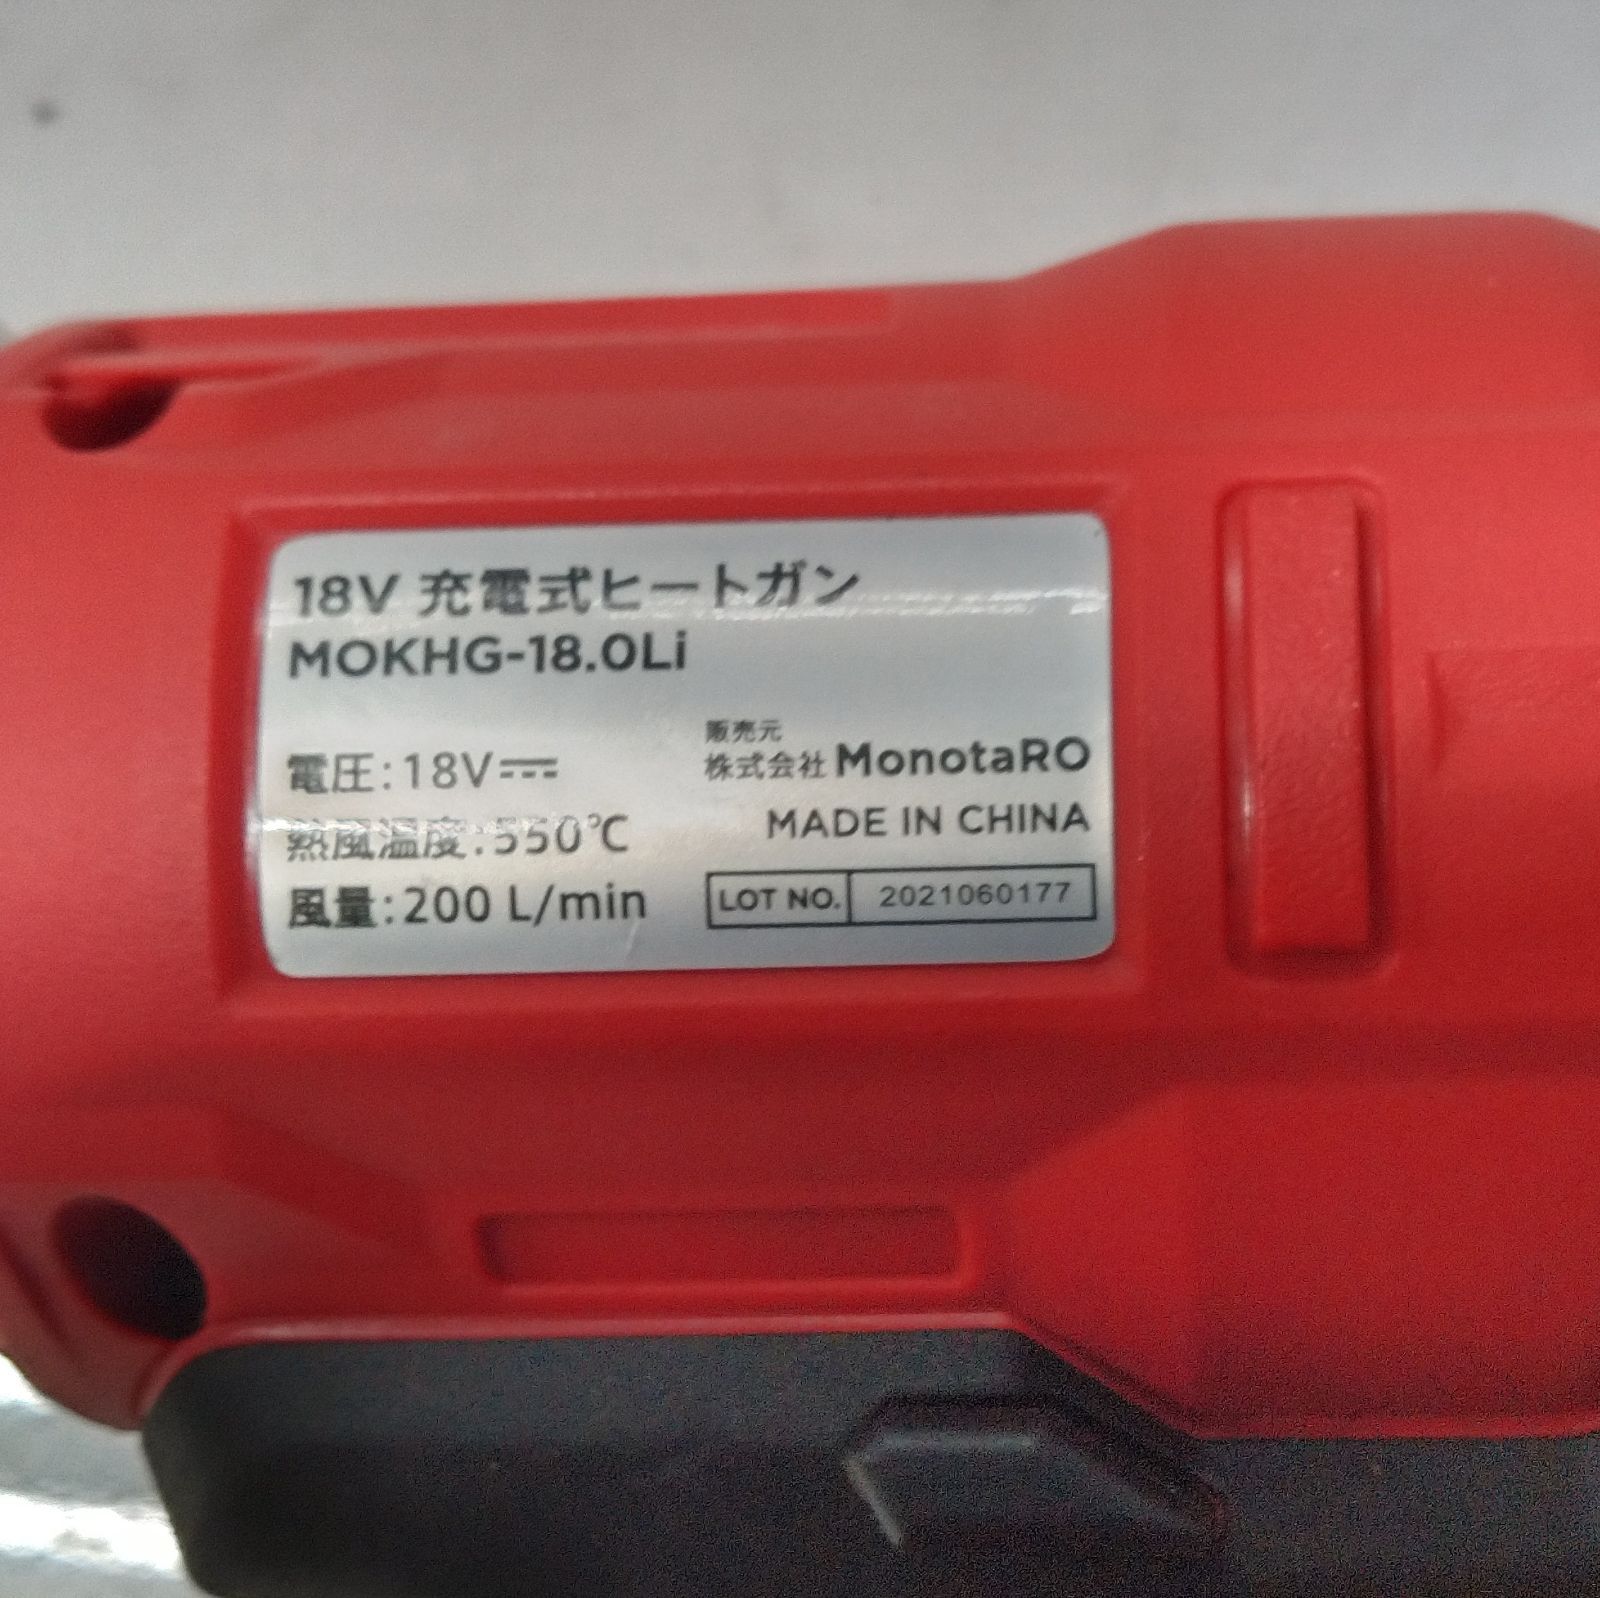 18V 充電式ヒートガン
MOKHG-18.0Li
電圧:18V⎓
熱風温度:550℃
風量:200 L/min
販売元
株式会社 MonotaRO
MADE IN CHINA
LOT NO. 2021060177